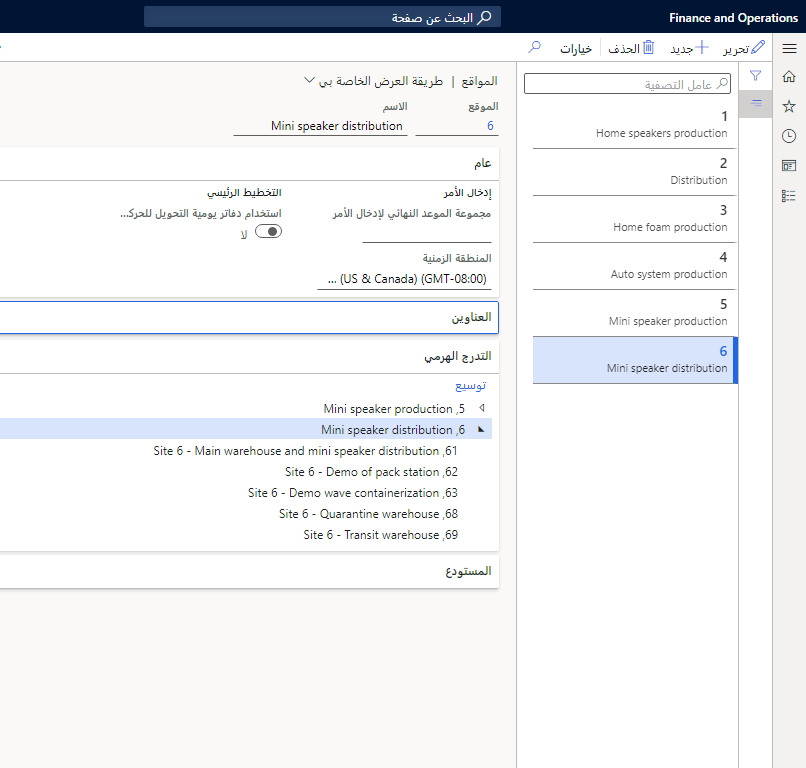 Finance and Operations
البحث عن صفحة
تحرير
جديد
الحذف
خيارات
عامل التصفية
1
Home speakers production
2
Distribution
3
Home foam production
4
Auto system production
5
Mini speaker production
6
Mini speaker distribution
المواقع | طريقة العرض الخاصة بي
الموقع
6
الاسم
Mini speaker distribution
عام
إدخال الأمر
مجموعة الموعد النهائي لإدخال الأمر
المنطقة الزمنية
(GMT-08:00) (US & Canada) ...
التخطيط الرئيسي
استخدام دفاتر يومية التحويل للحرك...
لا
العناوين
التدرج الهرمي
توسيع
5, Mini speaker production
6, Mini speaker distribution
61, Site 6 - Main warehouse and mini speaker distribution
62, Site 6 - Demo of pack station
63, Site 6 - Demo wave containerization
68, Site 6 - Quarantine warehouse
69, Site 6 - Transit warehouse
المستودع